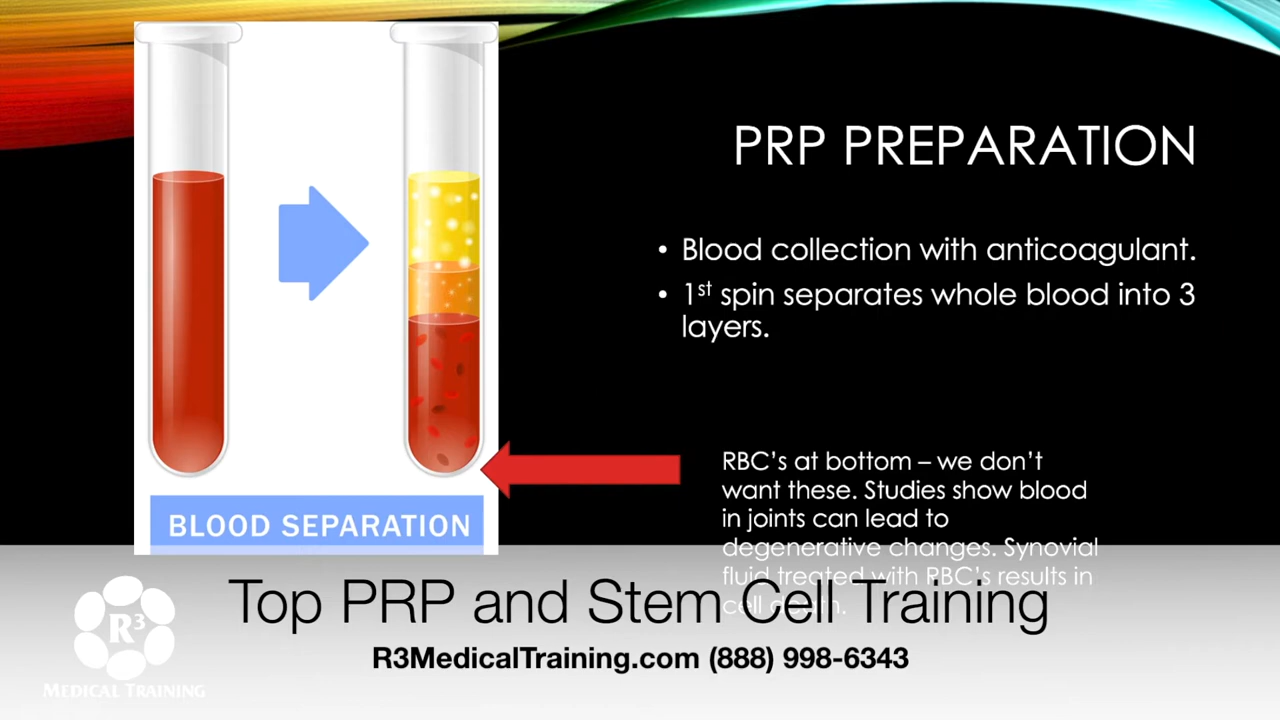 PRP PREPARATION
• Blood collection with anticoagulant.
• 1st spin separates whole blood into 3
layers.
RBC's at bottom – we don't
want these. Studies show blood
in joints can lead to
degenerative changes. Synovial
fluid treated with RBC's results in
cell death.
BLOOD SEPARATION
Top PRP and Stem Cell Training
R3MedicalTraining.com (888) 998-6343
R3
MEDICAL TRAINING